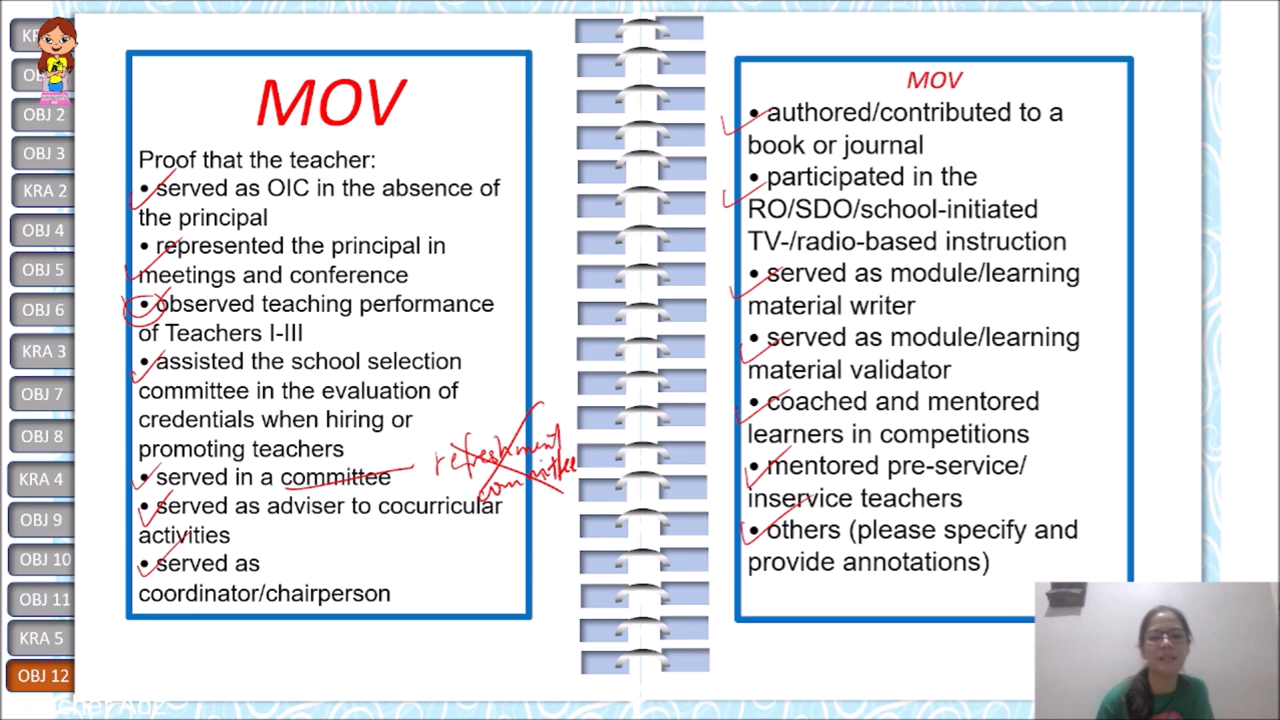 KR
OB
OBJ 2
OBJ 3
KRA 2
OBJ 4
OBJ 5
OBJ 6
KRA 3
OBJ 7
OBJ 8
KRA 4
OBJ 9
OBJ 10
OBJ 11
KRA 5
OBJ 12
MOV
Proof that the teacher:
• served as OIC in the absence of
the principal
• represented the principal in
meetings and conference
• observed teaching performance
of Teachers I-III
• assisted the school selection
committee in the evaluation of
credentials when hiring or
promoting teachers
• served in a committee
• served as adviser to cocurricular
activities
• served as
coordinator/chairperson
refreshment
committee
MOV
• authored/contributed to a
book or journal
• participated in the
RO/SDO/school-initiated
TV-/radio-based instruction
• served as module/learning
material writer
• served as module/learning
material validator
• coached and mentored
learners in competitions
• mentored pre-service/
inservice teachers
• others (please specify and
provide annotations)